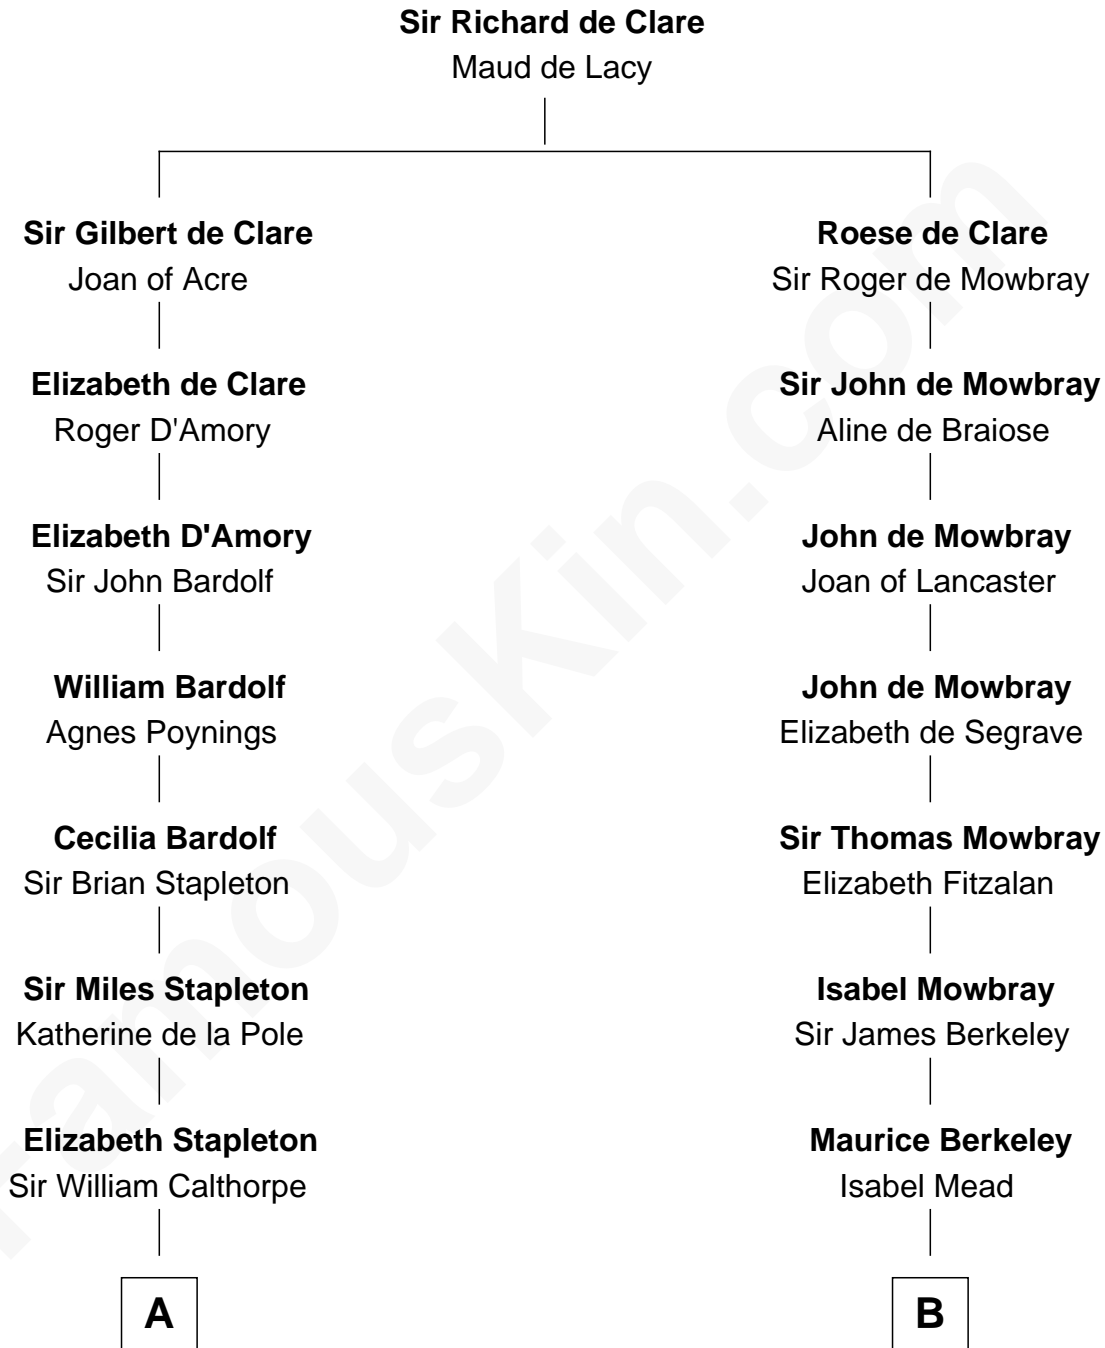 Sir Richard de Clare
Maud de Lacy
Sir Gilbert de Clare
Joan of Acre
Roese de Clare
Sir Roger de Mowbray
Elizabeth de Clare
Roger D'Amory
Sir John de Mowbray
Aline de Braiose
Elizabeth D'Amory
Sir John Bardolf
John de Mowbray
Joan of Lancaster
William Bardolf
Agnes Poynings
John de Mowbray
Elizabeth de Segrave
Cecilia Bardolf
Sir Brian Stapleton
Sir Thomas Mowbray
Elizabeth Fitzalan
Sir Miles Stapleton
Katherine de la Pole
Isabel Mowbray
Sir James Berkeley
Elizabeth Stapleton
Sir William Calthorpe
Maurice Berkeley
Isabel Mead
A
B
FamousKin.com